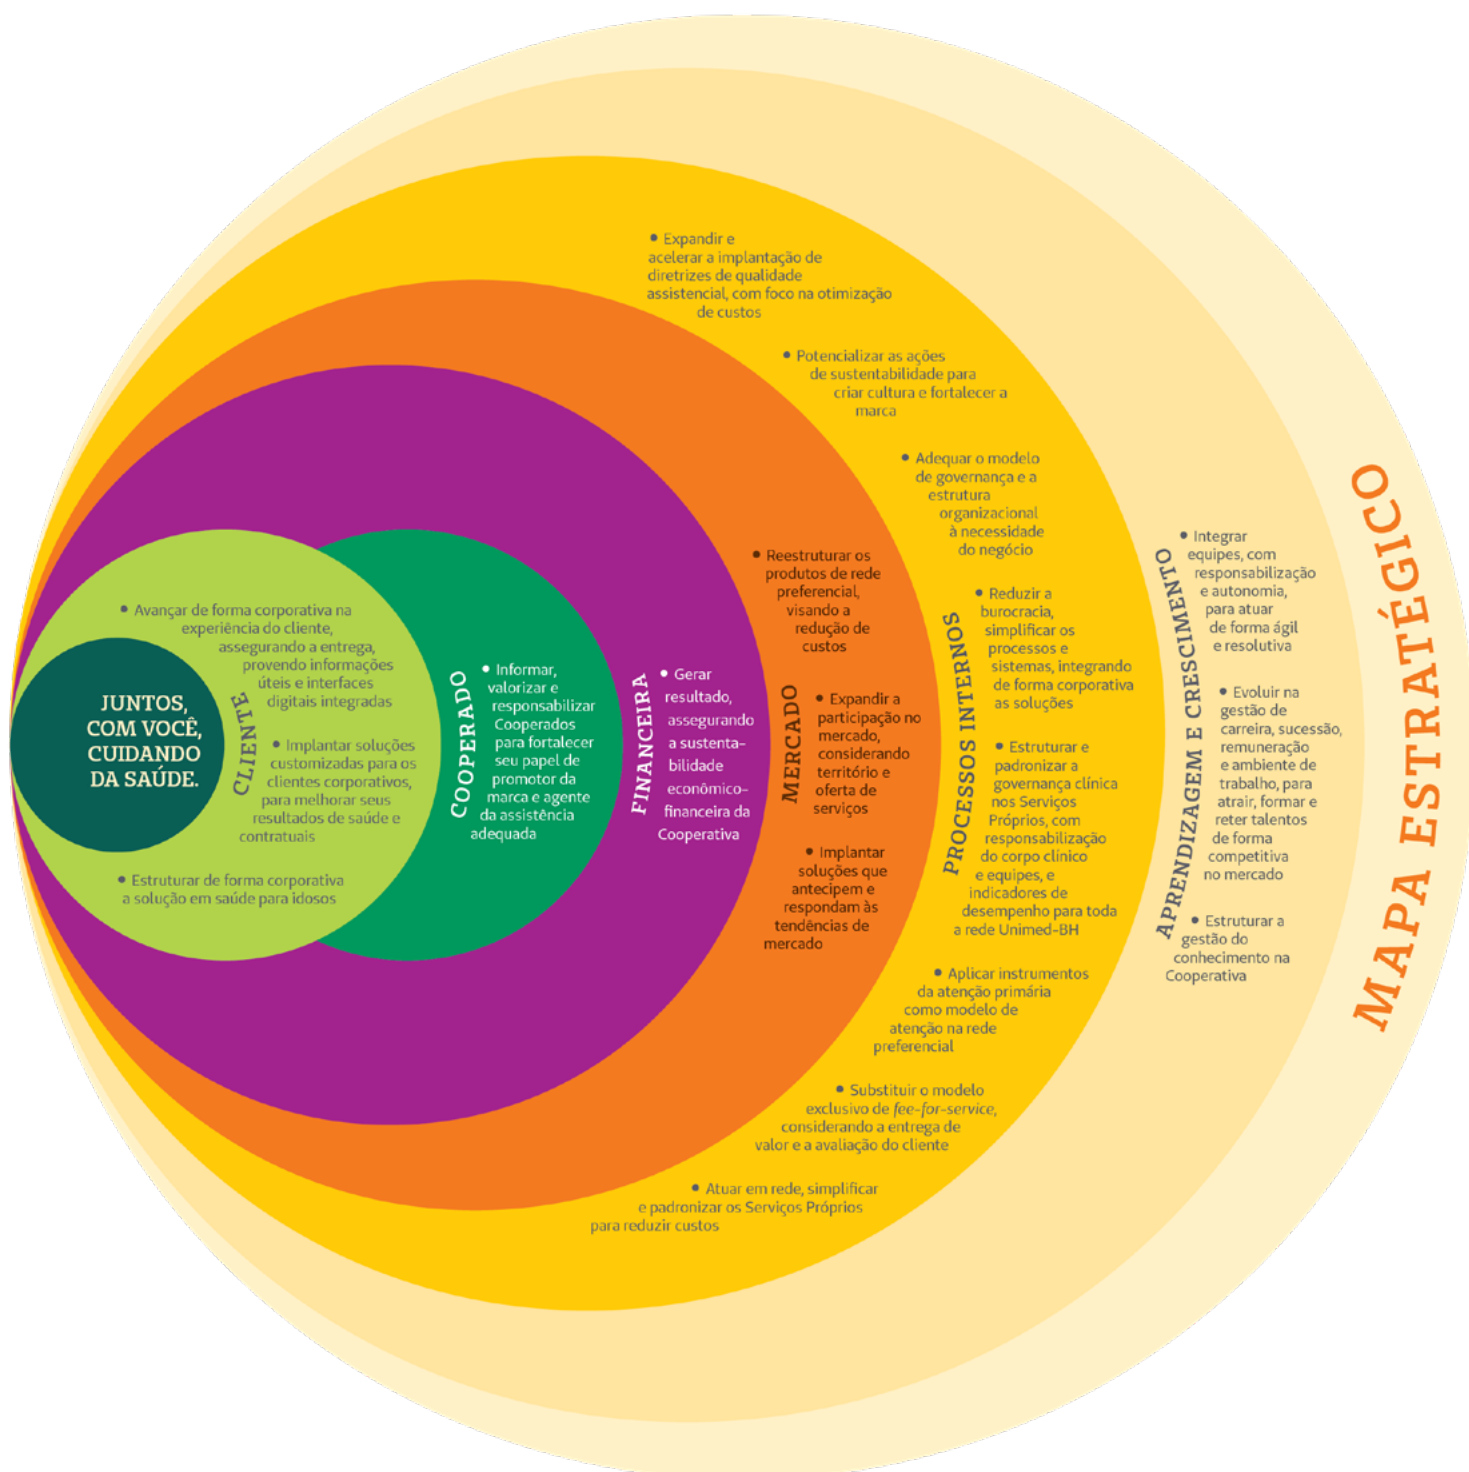 JUNTOS,
COM VOCÊ,
CUIDANDO
DA SAÚDE.
CLIENTE
• Avançar de forma corporativa na
experiência do cliente,
assegurando a entrega,
provendo informações
úteis e interfaces
digitais integradas
• Implantar soluções
customizadas para os
clientes corporativos,
para melhorar seus
resultados de saúde e
contratuais
• Estruturar de forma corporativa
a solução em saúde para idosos
COOPERADO
• Informar,
valorizar e
responsabilizar
Cooperados
para fortalecer
seu papel de
promotor da
marca e agente
da assistência
adequada
FINANCEIRA
• Gerar
resultado,
assegurando
a sustenta-
bilidade
econômico-
financeira da
Cooperativa
MERCADO
• Reestruturar os
produtos de rede
preferencial,
visando a
redução de
custos
• Expandir a
participação no
mercado,
considerando
território e
oferta de
serviços
• Implantar
soluções que
antecipem e
respondam às
tendências de
mercado
PROCESSOS INTERNOS
• Expandir e
acelerar a implantação de
diretrizes de qualidade
assistencial, com foco na otimização
de custos
• Potencializar as ações
de sustentabilidade para
criar cultura e fortalecer a
marca
• Adequar o modelo
de governança e a
estrutura
organizacional
à necessidade
do negócio
• Reduzir a
burocracia,
simplificar os
processos e
sistemas, integrando
de forma corporativa
as soluções
• Estruturar e
padronizar a
governança clínica
nos Serviços
Próprios, com
responsabilização
do corpo clínico
e equipes, e
indicadores de
desempenho para toda
a rede Unimed-BH
• Aplicar instrumentos
da atenção primária
como modelo de
atenção na rede
preferencial
• Substituir o modelo
exclusivo de fee-for-service,
considerando a entrega de
valor e a avaliação do cliente
• Atuar em rede, simplificar
e padronizar os Serviços Próprios
para reduzir custos
APRENDIZAGEM E CRESCIMENTO
• Integrar
equipes, com
responsabilização
e autonomia,
para atuar
de forma ágil
e resolutiva
• Evoluir na
gestão de
carreira, sucessão,
remuneração
e ambiente de
trabalho, para
atrair, formar e
reter talentos
de forma
competitiva
no mercado
• Estruturar a
gestão do
conhecimento na
Cooperativa
MAPA ESTRATÉGICO